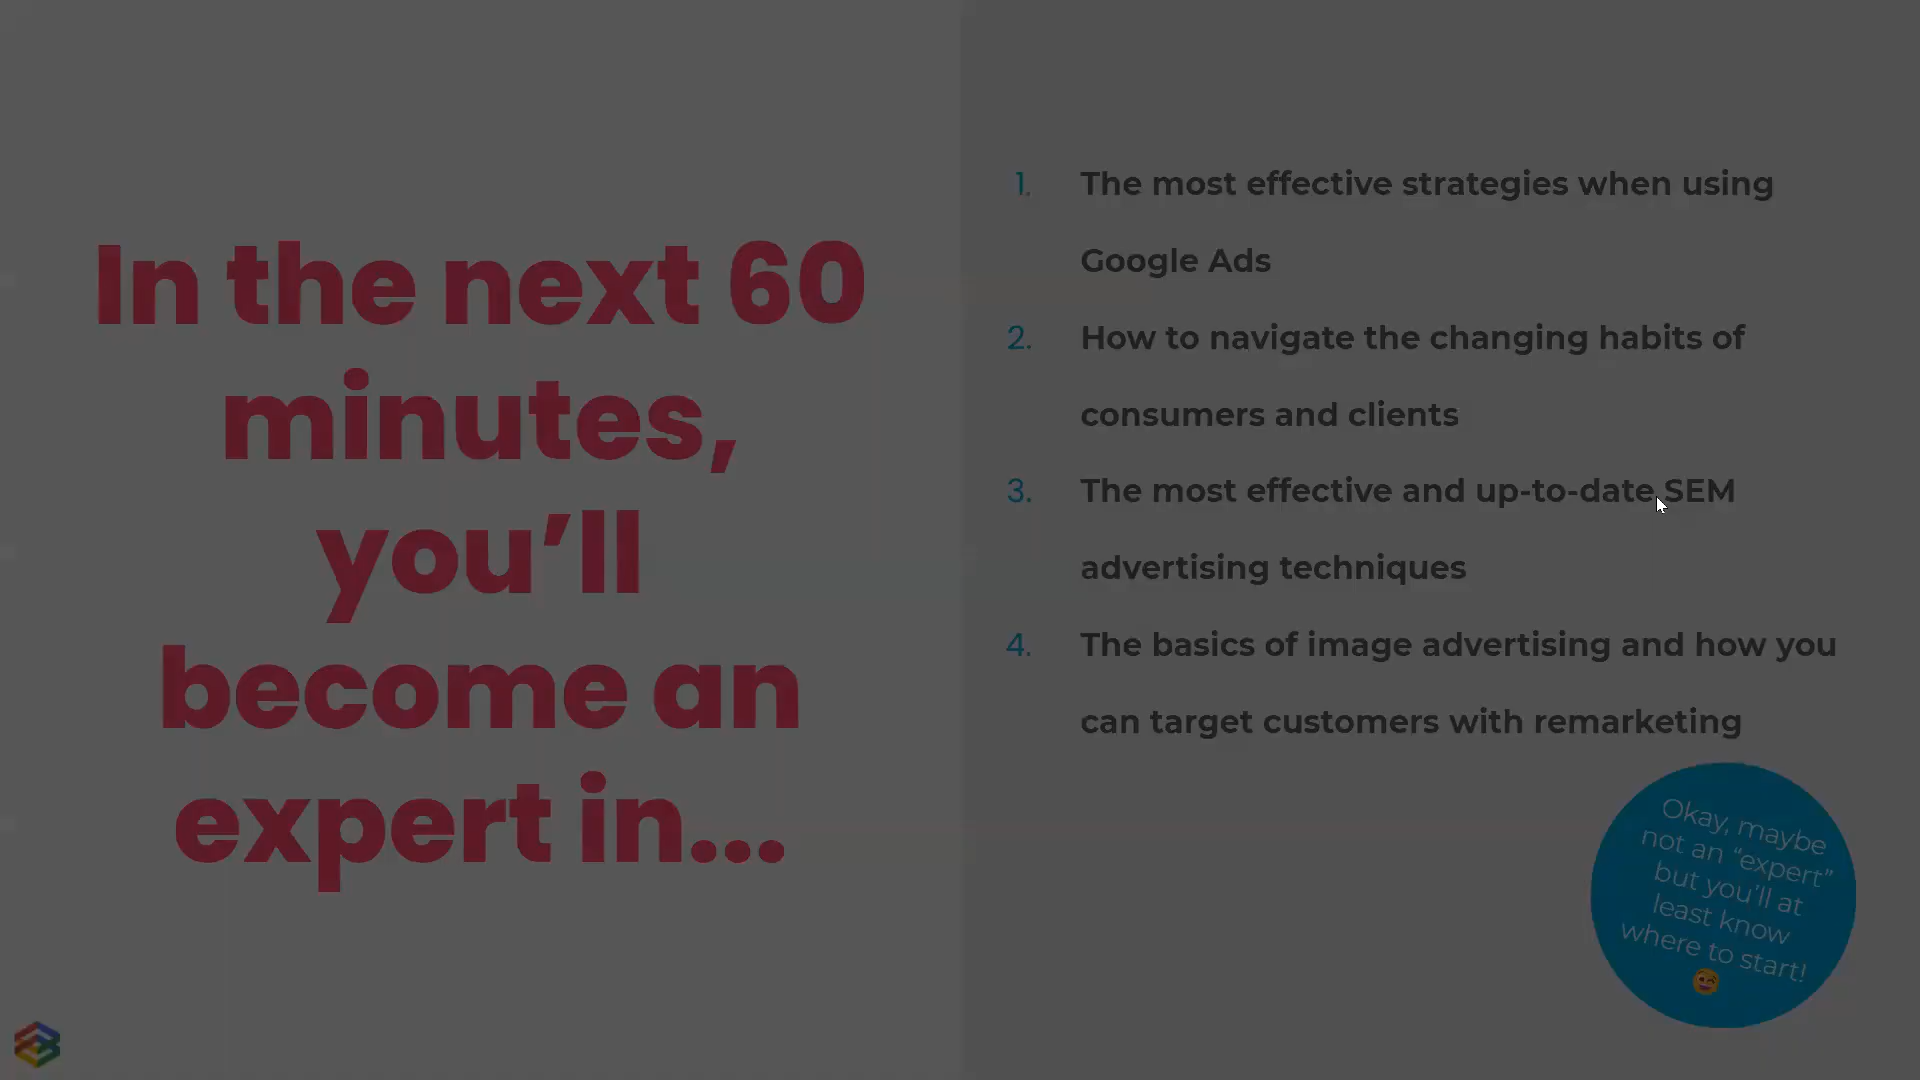 In the next 60
minutes,
you’ll
become an
expert in...
1. The most effective strategies when using
Google Ads
2. How to navigate the changing habits of
consumers and clients
3. The most effective and up-to-date SEM
advertising techniques
4. The basics of image advertising and how you
can target customers with remarketing
Okay, maybe
not an “expert”
but you’ll at
least know
where to start!